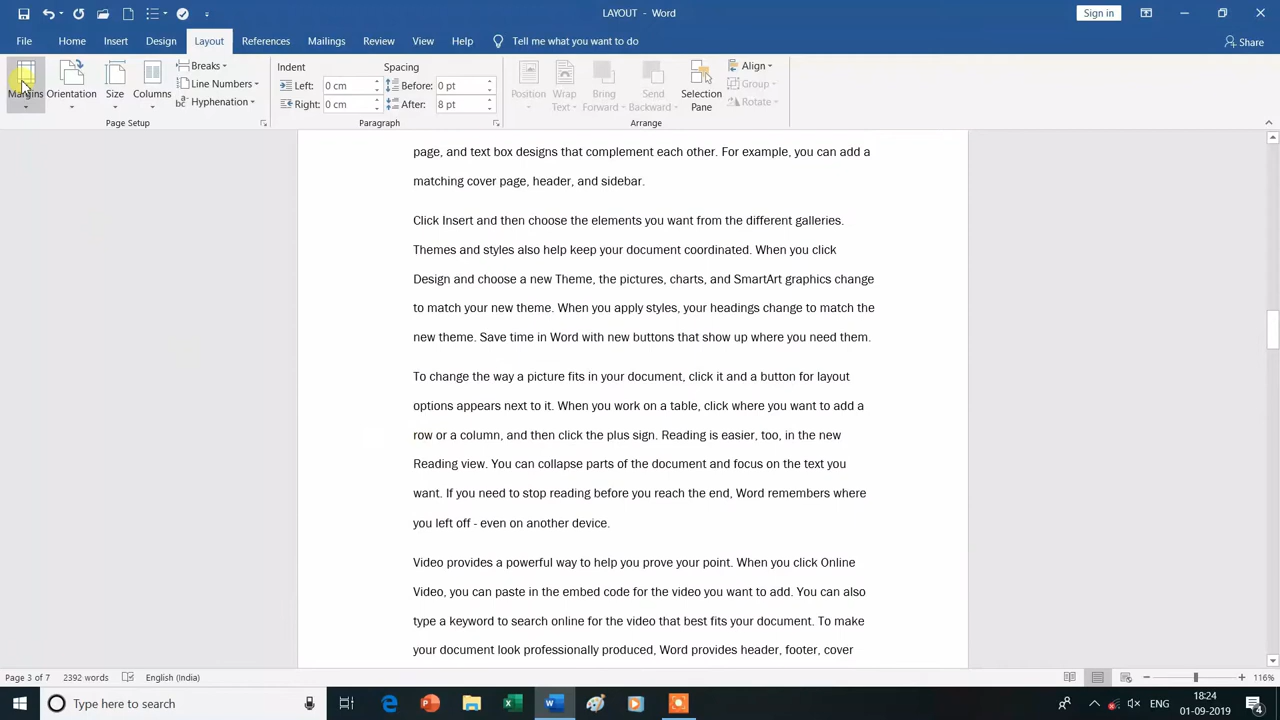 LAYOUT - Word
Sign in
File Home Insert Design Layout References Mailings Review View Help Tell me what you want to do Share
Margins Orientation Size Columns
Breaks
Line Numbers
Hyphenation
Page Setup
Indent Spacing
Left: 0 cm Before: 0 pt
Right: 0 cm After: 8 pt
Paragraph
Position Wrap Text Bring Forward Send Backward Selection Pane
Align
Group
Rotate
Arrange
page, and text box designs that complement each other. For example, you can add a
matching cover page, header, and sidebar.
Click Insert and then choose the elements you want from the different galleries.
Themes and styles also help keep your document coordinated. When you click
Design and choose a new Theme, the pictures, charts, and SmartArt graphics change
to match your new theme. When you apply styles, your headings change to match the
new theme. Save time in Word with new buttons that show up where you need them.
To change the way a picture fits in your document, click it and a button for layout
options appears next to it. When you work on a table, click where you want to add a
row or a column, and then click the plus sign. Reading is easier, too, in the new
Reading view. You can collapse parts of the document and focus on the text you
want. If you need to stop reading before you reach the end, Word remembers where
you left off - even on another device.
Video provides a powerful way to help you prove your point. When you click Online
Video, you can paste in the embed code for the video you want to add. You can also
type a keyword to search online for the video that best fits your document. To make
your document look professionally produced, Word provides header, footer, cover
Page 3 of 7 2392 words English (India) 116%
Type here to search
ENG
18:24
01-09-2019
4